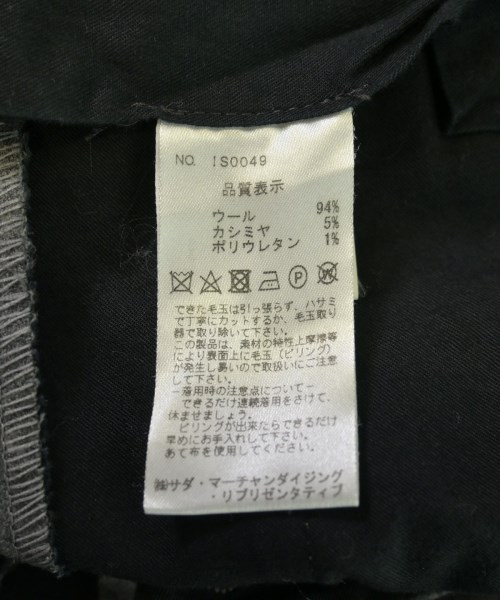 NO. IS0049
品質表示
ウール 94%
カシミヤ 5%
ポリウレタン 1%
P W
できた毛玉は引っ張らず、ハサミ
で丁寧にカットするか、毛玉取り
器で取り除いて下さい。
この製品は、素材の特性上摩擦等
により表面上に毛玉(ピリング)
が発生し易いので取扱いにご注意
して下さい。
ー着用時の注意点についてー
できるだけ連続着用をさけて、
休ませましょう。
ピリングが出来たらできるだけ
早めにお手入れして下さい。
あて布を使用して下さい。
㈱サダ・マーチャンダイジング
・リプリゼンタティブ